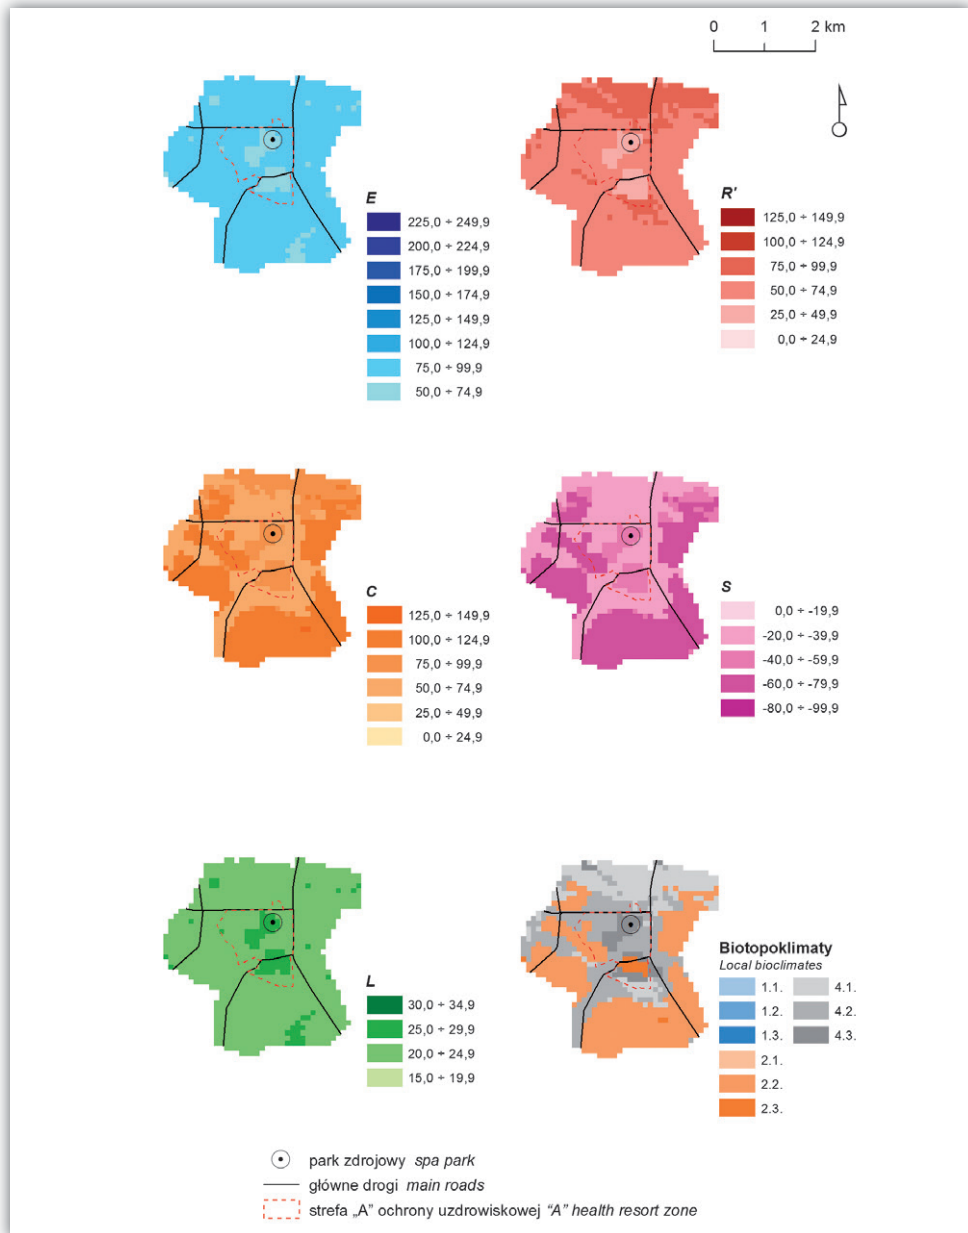 0 1 2 km
E
225,0 ÷ 249,9
200,0 ÷ 224,9
175,0 ÷ 199,9
150,0 ÷ 174,9
125,0 ÷ 149,9
100,0 ÷ 124,9
75,0 ÷ 99,9
50,0 ÷ 74,9
R'
125,0 ÷ 149,9
100,0 ÷ 124,9
75,0 ÷ 99,9
50,0 ÷ 74,9
25,0 ÷ 49,9
0,0 ÷ 24,9
C
125,0 ÷ 149,9
100,0 ÷ 124,9
75,0 ÷ 99,9
50,0 ÷ 74,9
25,0 ÷ 49,9
0,0 ÷ 24,9
S
0,0 ÷ -19,9
-20,0 ÷ -39,9
-40,0 ÷ -59,9
-60,0 ÷ -79,9
-80,0 ÷ -99,9
L
30,0 ÷ 34,9
25,0 ÷ 29,9
20,0 ÷ 24,9
15,0 ÷ 19,9
Biotopoklimaty
Local bioclimates
1.1. 4.1.
1.2. 4.2.
1.3. 4.3.
2.1.
2.2.
2.3.
park zdrojowy spa park
główne drogi main roads
strefa „A” ochrony uzdrowiskowej “A” health resort zone